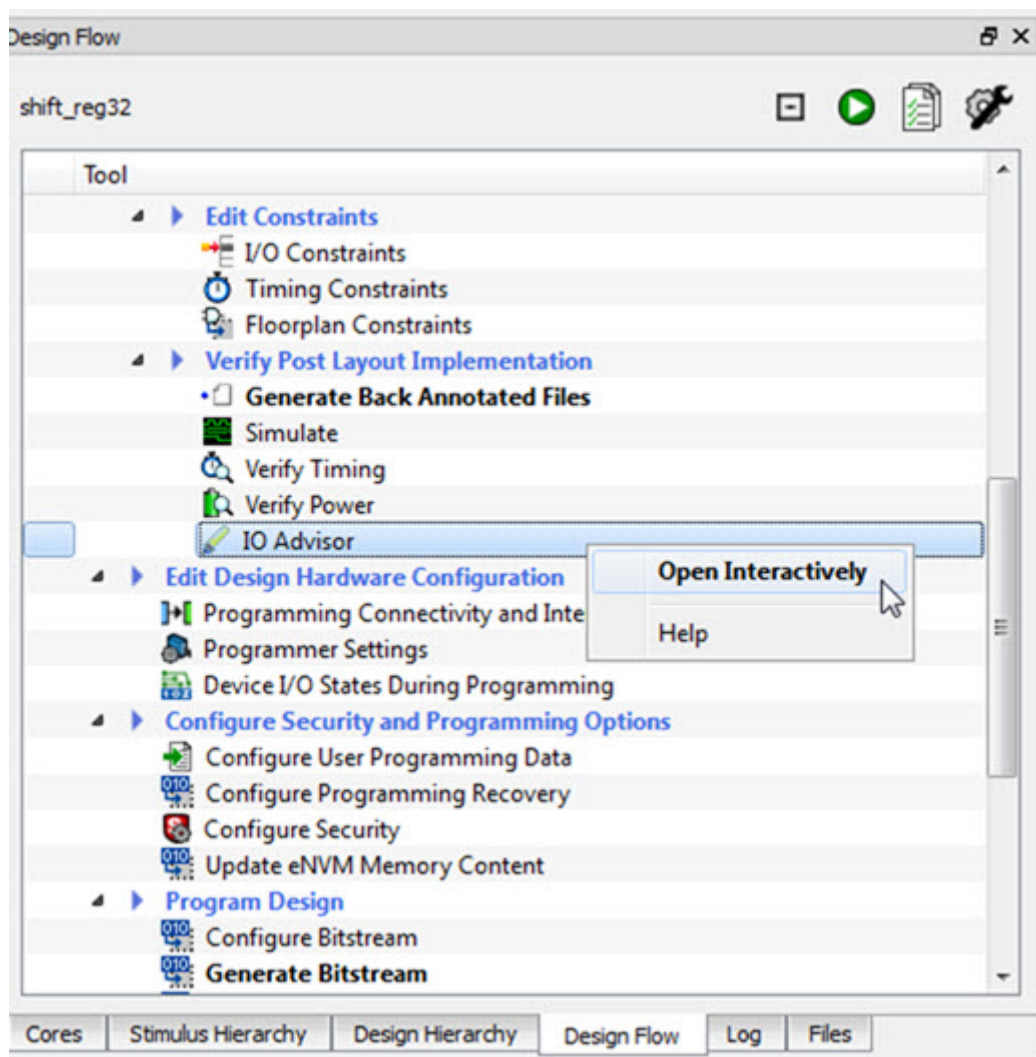 Design Flow
shift_reg32
Tool
Edit Constraints
I/O Constraints
Timing Constraints
Floorplan Constraints
Verify Post Layout Implementation
Generate Back Annotated Files
Simulate
Verify Timing
Verify Power
IO Advisor
Open Interactively
Help
Edit Design Hardware Configuration
Programming Connectivity and Inte
Programmer Settings
Device I/O States During Programming
Configure Security and Programming Options
Configure User Programming Data
Configure Programming Recovery
Configure Security
Update eNVM Memory Content
Program Design
Configure Bitstream
Generate Bitstream
Cores Stimulus Hierarchy Design Hierarchy Design Flow Log Files